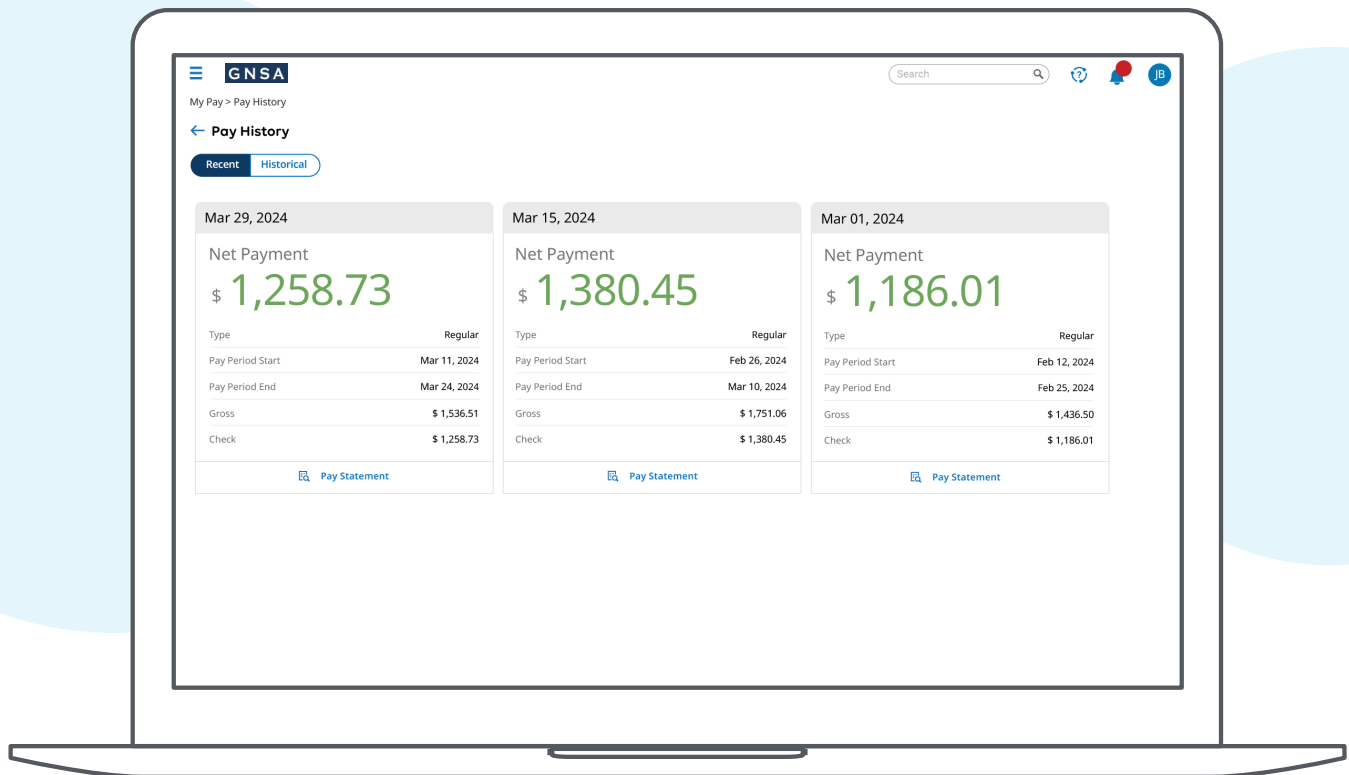 GNSA
Search
JB
My Pay > Pay History
Pay History
Recent Historical
Mar 29, 2024
Net Payment
$ 1,258.73
Type Regular
Pay Period Start Mar 11, 2024
Pay Period End Mar 24, 2024
Gross $ 1,536.51
Check $ 1,258.73
Pay Statement
Mar 15, 2024
Net Payment
$ 1,380.45
Type Regular
Pay Period Start Feb 26, 2024
Pay Period End Mar 10, 2024
Gross $ 1,751.06
Check $ 1,380.45
Pay Statement
Mar 01, 2024
Net Payment
$ 1,186.01
Type Regular
Pay Period Start Feb 12, 2024
Pay Period End Feb 25, 2024
Gross $ 1,436.50
Check $ 1,186.01
Pay Statement